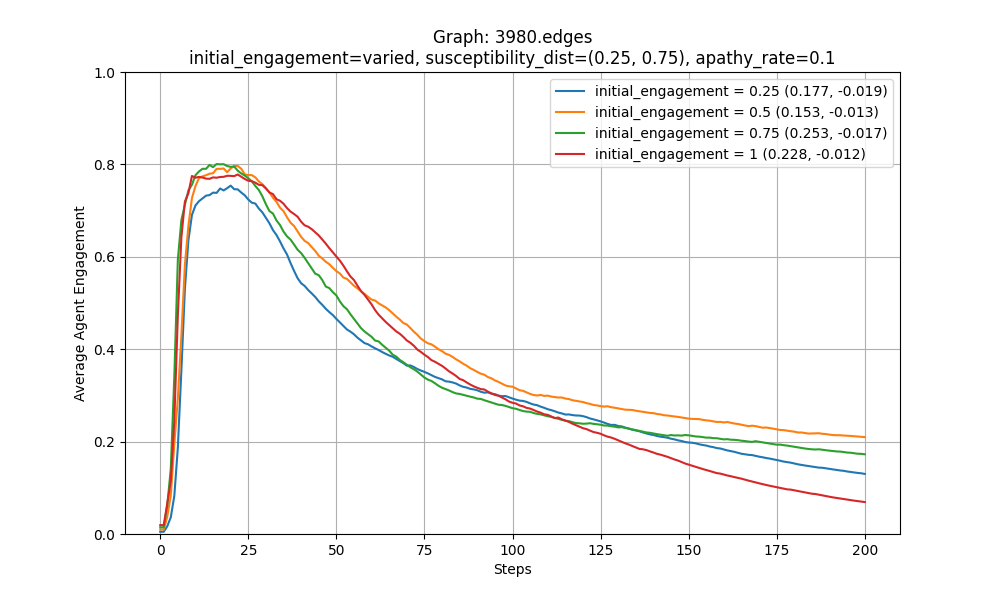 Graph: 3980.edges
initial_engagement=varied, susceptibility_dist=(0.25, 0.75), apathy_rate=0.1
initial_engagement = 0.25 (0.177, -0.019)
initial_engagement = 0.5 (0.153, -0.013)
initial_engagement = 0.75 (0.253, -0.017)
initial_engagement = 1 (0.228, -0.012)
Average Agent Engagement
1.0
0.8
0.6
0.4
0.2
0.0
0 25 50 75 100 125 150 175 200
Steps